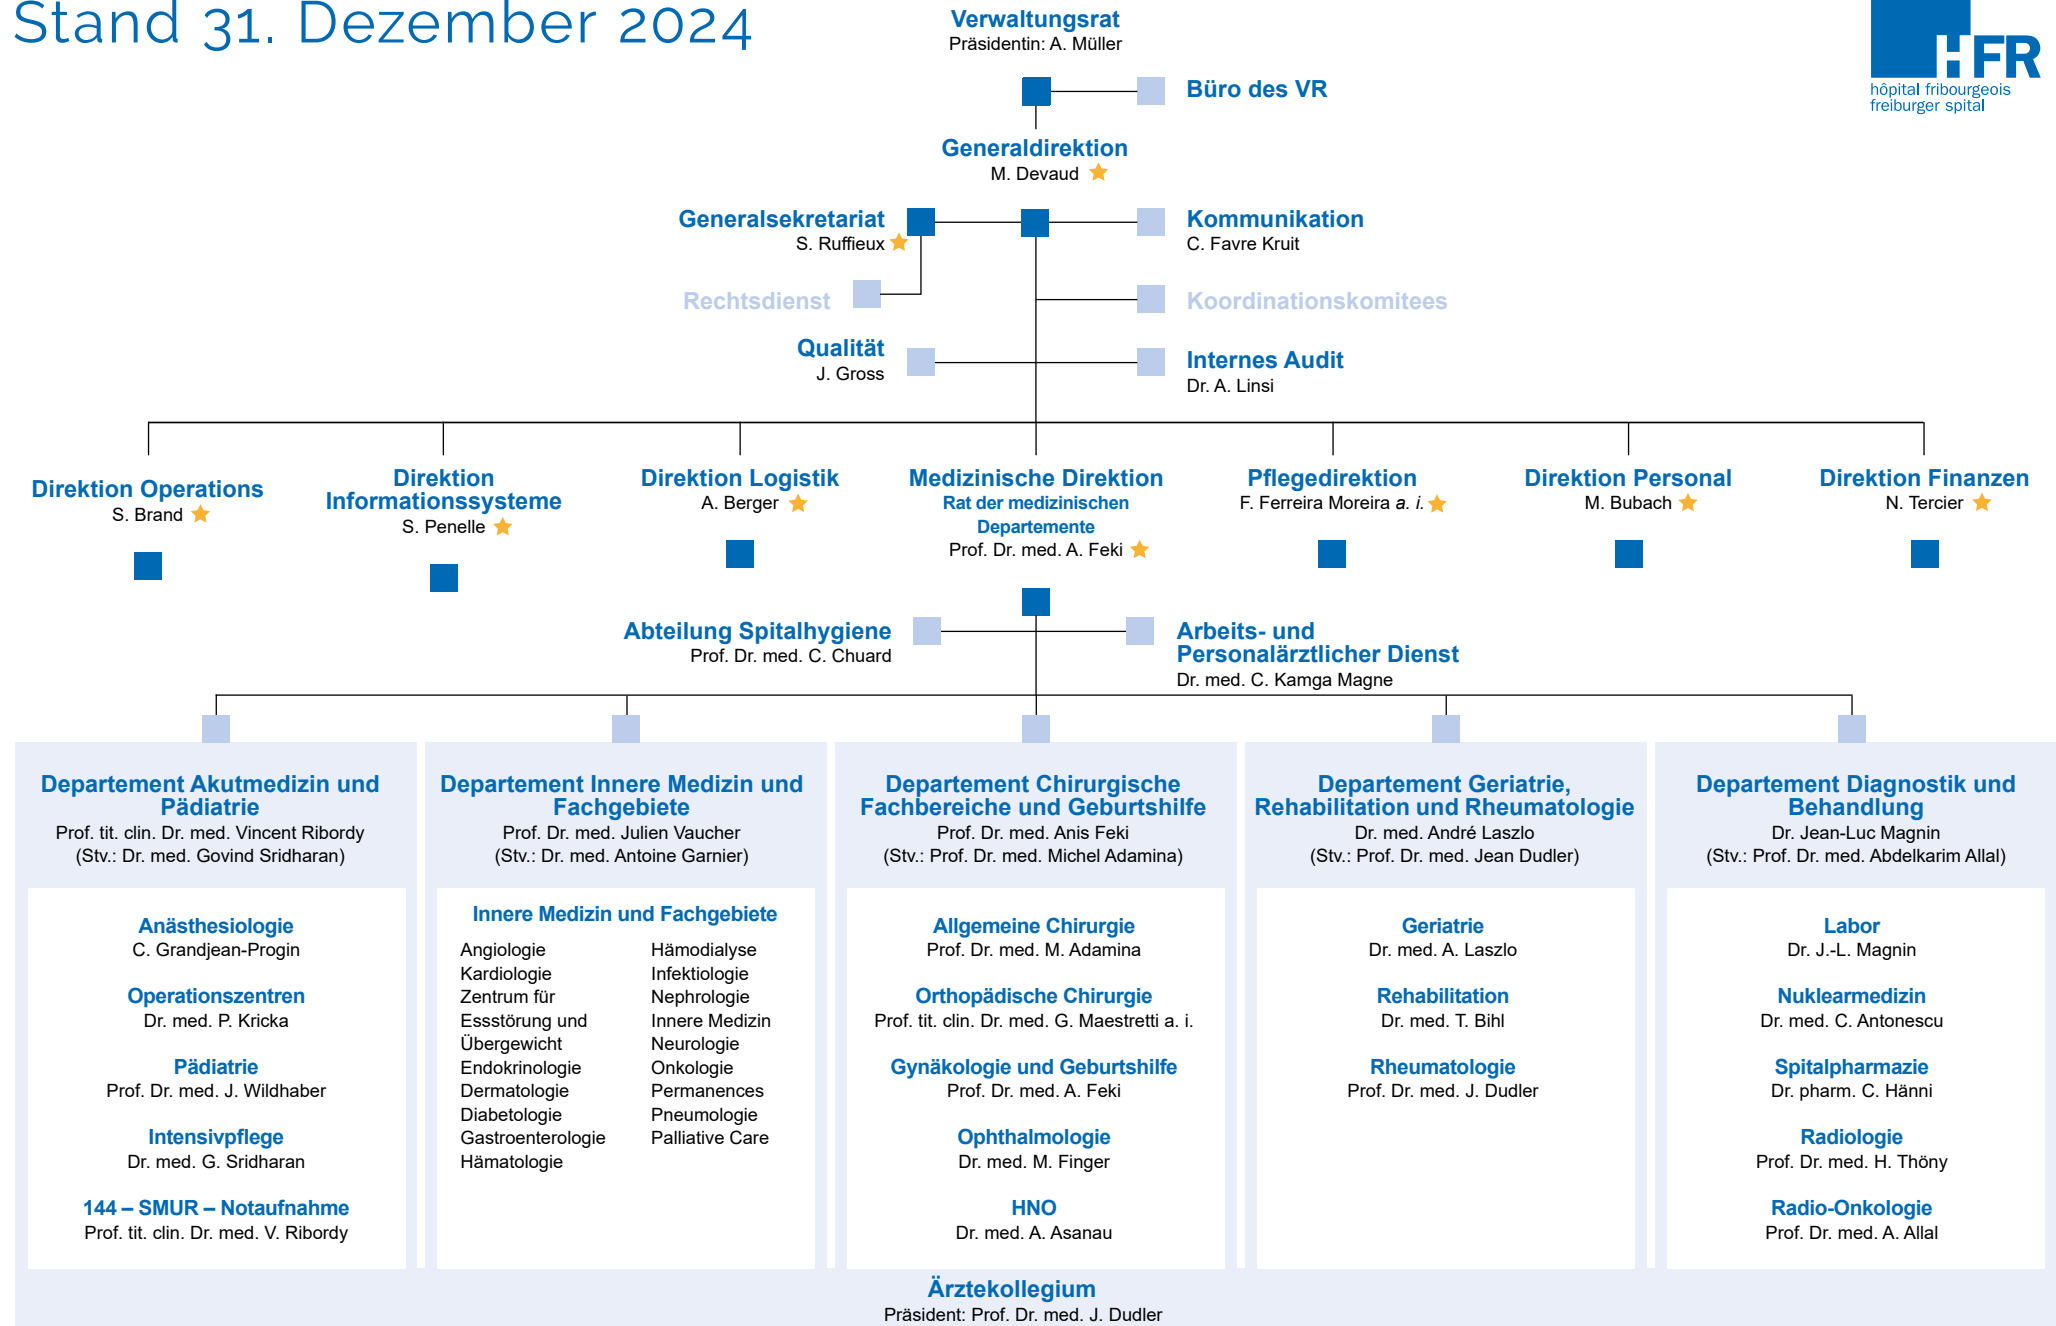 Stand 31. Dezember 2024
HFR
hôpital fribourgeois
freiburger spital
Verwaltungsrat
Präsidentin: A. Müller
Büro des VR
Generaldirektion
M. Devaud
Generalsekretariat
S. Ruffieux
Kommunikation
C. Favre Kruit
Rechtsdienst
Koordinationskomitees
Qualität
J. Gross
Internes Audit
Dr. A. Linsi
Direktion Operations
S. Brand
Direktion
Informationssysteme
S. Penelle
Direktion Logistik
A. Berger
Medizinische Direktion
Rat der medizinischen
Departemente
Prof. Dr. med. A. Feki
Pflegedirektion
F. Ferreira Moreira a. i.
Direktion Personal
M. Bubach
Direktion Finanzen
N. Tercier
Abteilung Spitalhygiene
Prof. Dr. med. C. Chuard
Arbeits- und
Personalärztlicher Dienst
Dr. med. C. Kamga Magne
Departement Akutmedizin und
Pädiatrie
Prof. tit. clin. Dr. med. Vincent Ribordy
(Stv.: Dr. med. Govind Sridharan)
Anästhesiologie
C. Grandjean-Progin
Operationszentren
Dr. med. P. Kricka
Pädiatrie
Prof. Dr. med. J. Wildhaber
Intensivpflege
Dr. med. G. Sridharan
144 – SMUR – Notaufnahme
Prof. tit. clin. Dr. med. V. Ribordy
Departement Innere Medizin und
Fachgebiete
Prof. Dr. med. Julien Vaucher
(Stv.: Dr. med. Antoine Garnier)
Innere Medizin und Fachgebiete
Angiologie
Kardiologie
Zentrum für
Essstörung und
Übergewicht
Endokrinologie
Dermatologie
Diabetologie
Gastroenterologie
Hämatologie
Hämodialyse
Infektiologie
Nephrologie
Innere Medizin
Neurologie
Onkologie
Permanences
Pneumologie
Palliative Care
Departement Chirurgische
Fachbereiche und Geburtshilfe
Prof. Dr. med. Anis Feki
(Stv.: Prof. Dr. med. Michel Adamina)
Allgemeine Chirurgie
Prof. Dr. med. M. Adamina
Orthopädische Chirurgie
Prof. tit. clin. Dr. med. G. Maestretti a. i.
Gynäkologie und Geburtshilfe
Prof. Dr. med. A. Feki
Ophthalmologie
Dr. med. M. Finger
HNO
Dr. med. A. Asanau
Departement Geriatrie,
Rehabilitation und Rheumatologie
Dr. med. André Laszlo
(Stv.: Prof. Dr. med. Jean Dudler)
Geriatrie
Dr. med. A. Laszlo
Rehabilitation
Dr. med. T. Bihl
Rheumatologie
Prof. Dr. med. J. Dudler
Departement Diagnostik und
Behandlung
Dr. Jean-Luc Magnin
(Stv.: Prof. Dr. med. Abdelkarim Allal)
Labor
Dr. J.-L. Magnin
Nuklearmedizin
Dr. med. C. Antonescu
Spitalpharmazie
Dr. pharm. C. Hänni
Radiologie
Prof. Dr. med. H. Thöny
Radio-Onkologie
Prof. Dr. med. A. Allal
Ärztekollegium
Präsident: Prof. Dr. med. J. Dudler